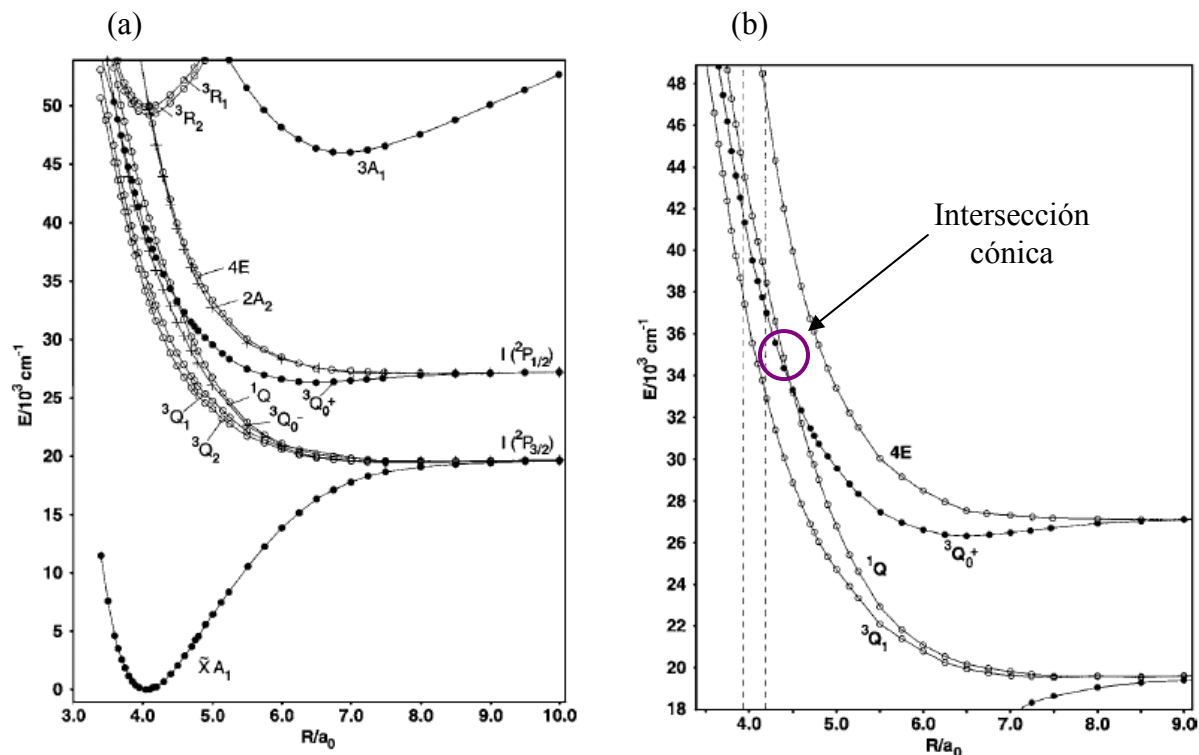 (a)
50
45
40
35
30
25
20
15
10
5
0
E/10³ cm⁻¹
3.0 4.0 5.0 6.0 7.0 8.0 9.0 10.0
R/a₀
³R₁
³R₂
3A₁
4E
2A₂
I (²P₁/₂)
³Q₀⁺
¹Q
³Q₀⁻
³Q₁
³Q₂
I (²P₃/₂)
X̃ A₁
(b)
48
46
44
42
40
38
36
34
32
30
28
26
24
22
20
18
E/10³ cm⁻¹
4.0 5.0 6.0 7.0 8.0 9.0
R/a₀
Intersección
cónica
4E
³Q₀⁺
¹Q
³Q₁